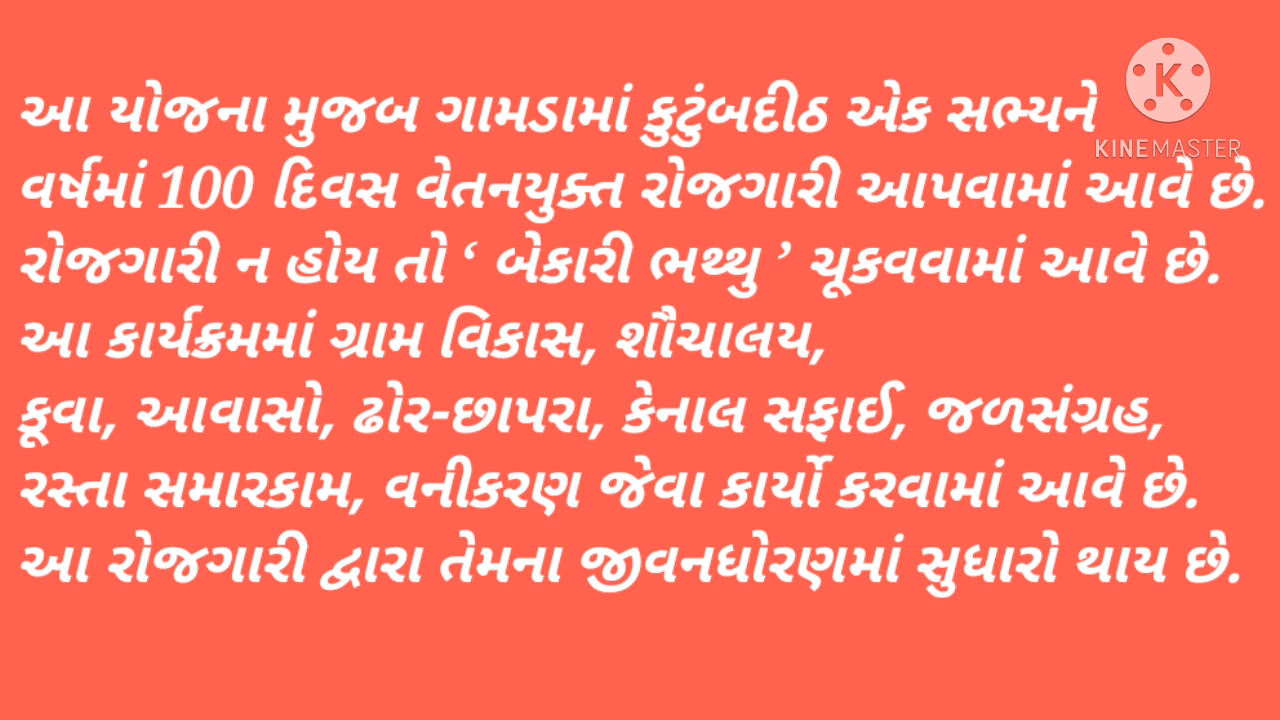 આ યોજના મુજબ ગામડામાં કુટુંબદીઠ એક સભ્યને
વર્ષમાં 100 દિવસ વેતનયુક્ત રોજગારી આપવામાં આવે છે.
રોજગારી ન હોય તો ‘ બેકારી ભથ્થુ ’ ચૂકવવામાં આવે છે.
આ કાર્યક્રમમાં ગ્રામ વિકાસ, શૌચાલય,
કૂવા, આવાસો, ઢોર-છાપરા, કેનાલ સફાઈ, જળસંગ્રહ,
રસ્તા સમારકામ, વનીકરણ જેવા કાર્યો કરવામાં આવે છે.
આ રોજગારી દ્વારા તેમના જીવનધોરણમાં સુધારો થાય છે.
K
KINEMASTER